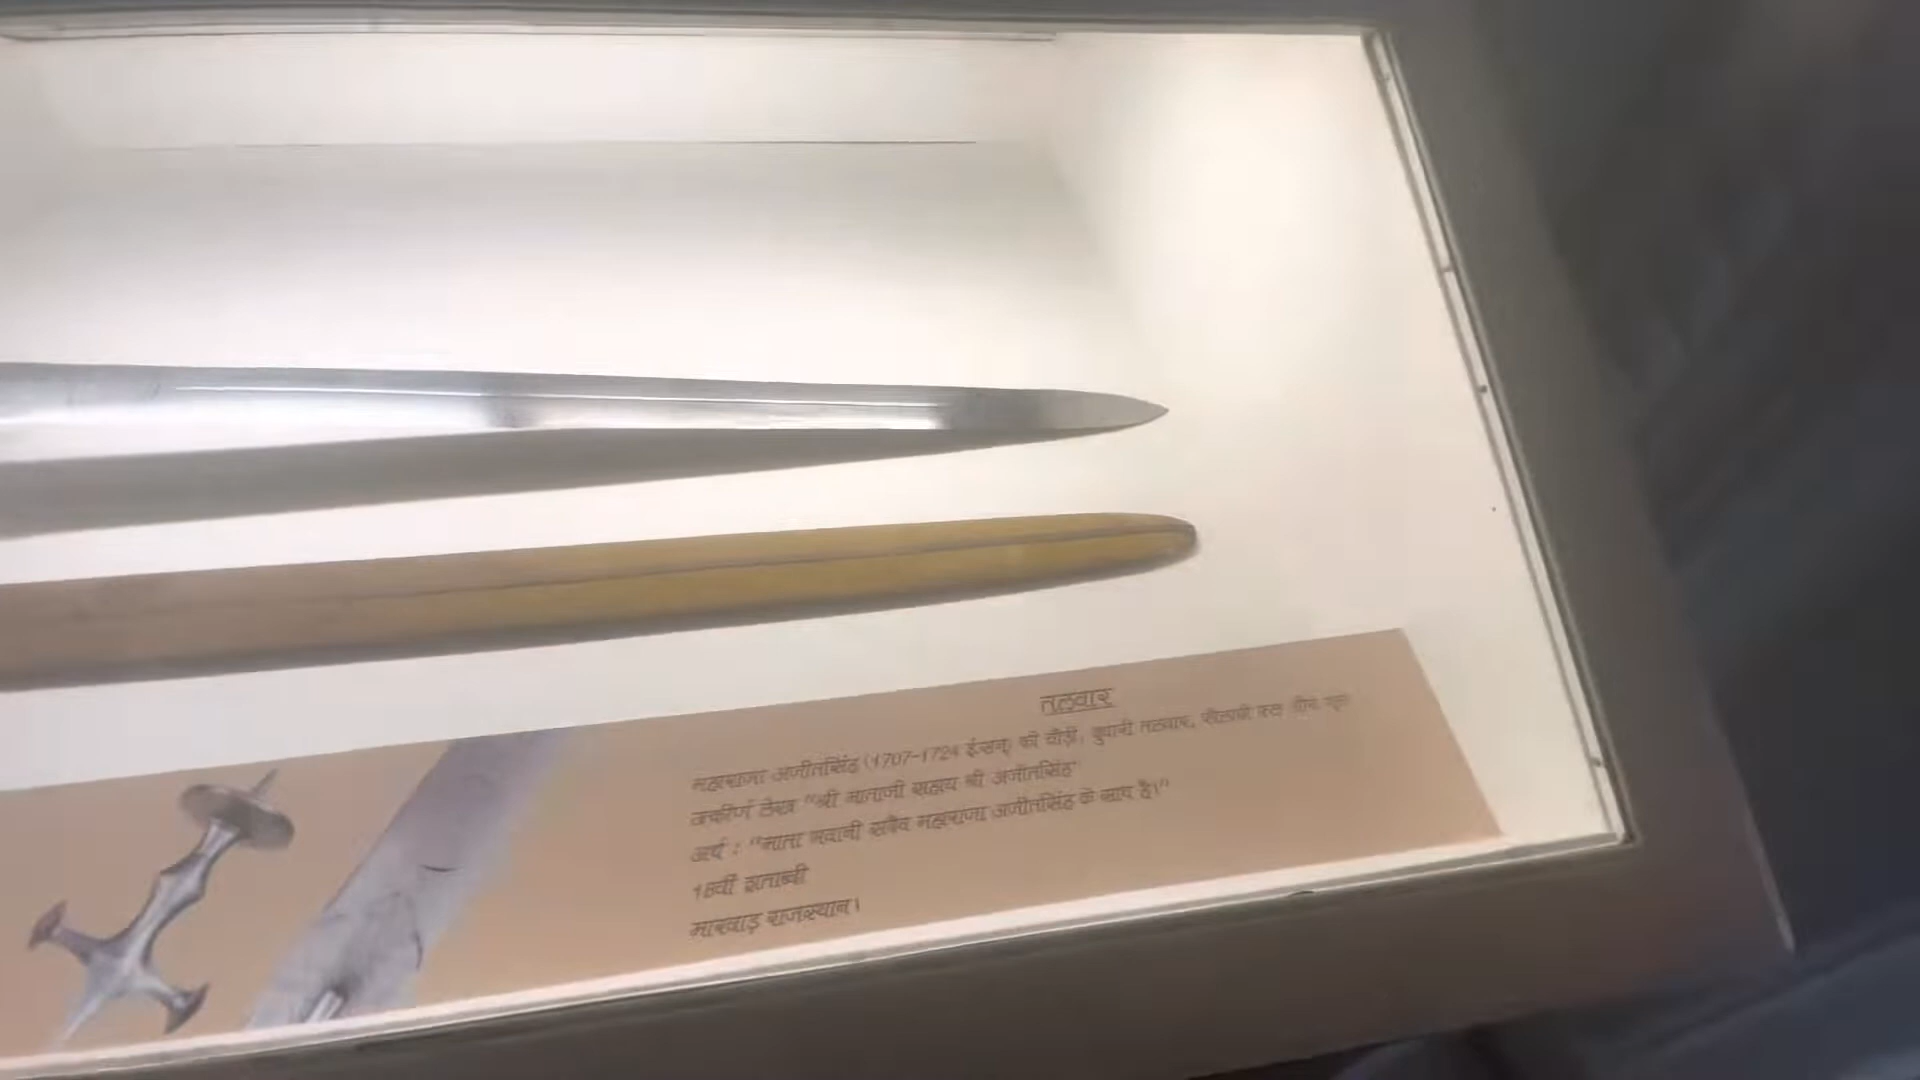 तलवार
महाराजा अजीतसिंह (1707-1724 ई.सन्) की चौड़ी, दुधारी तलवार,
उत्कीर्ण लेख "श्री माताजी सहाय श्री अजीतसिंह"
अर्थ : "माता भवानी सदैव महाराजा अजीतसिंह के साथ है।"
18वीं शताब्दी
मारवाड़ राजस्थान।